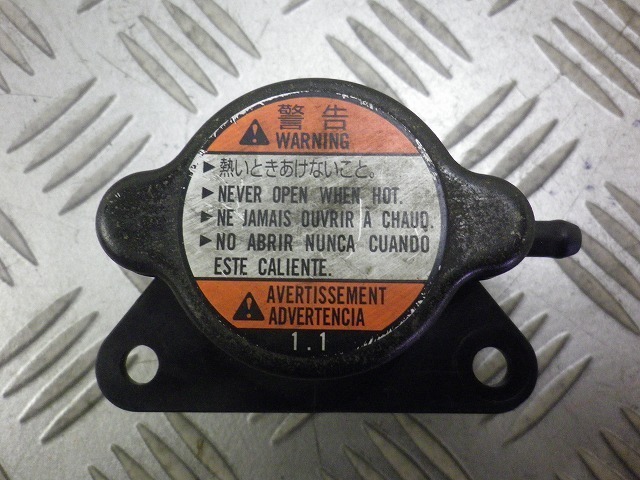 警告
WARNING
▶熱いときあけないこと。
▶NEVER OPEN WHEN HOT.
▶NE JAMAIS OUVRIR À CHAUD.
▶NO ABRIR NUNCA CUANDO
ESTE CALIENTE.
AVERTISSEMENT
ADVERTENCIA
1.1